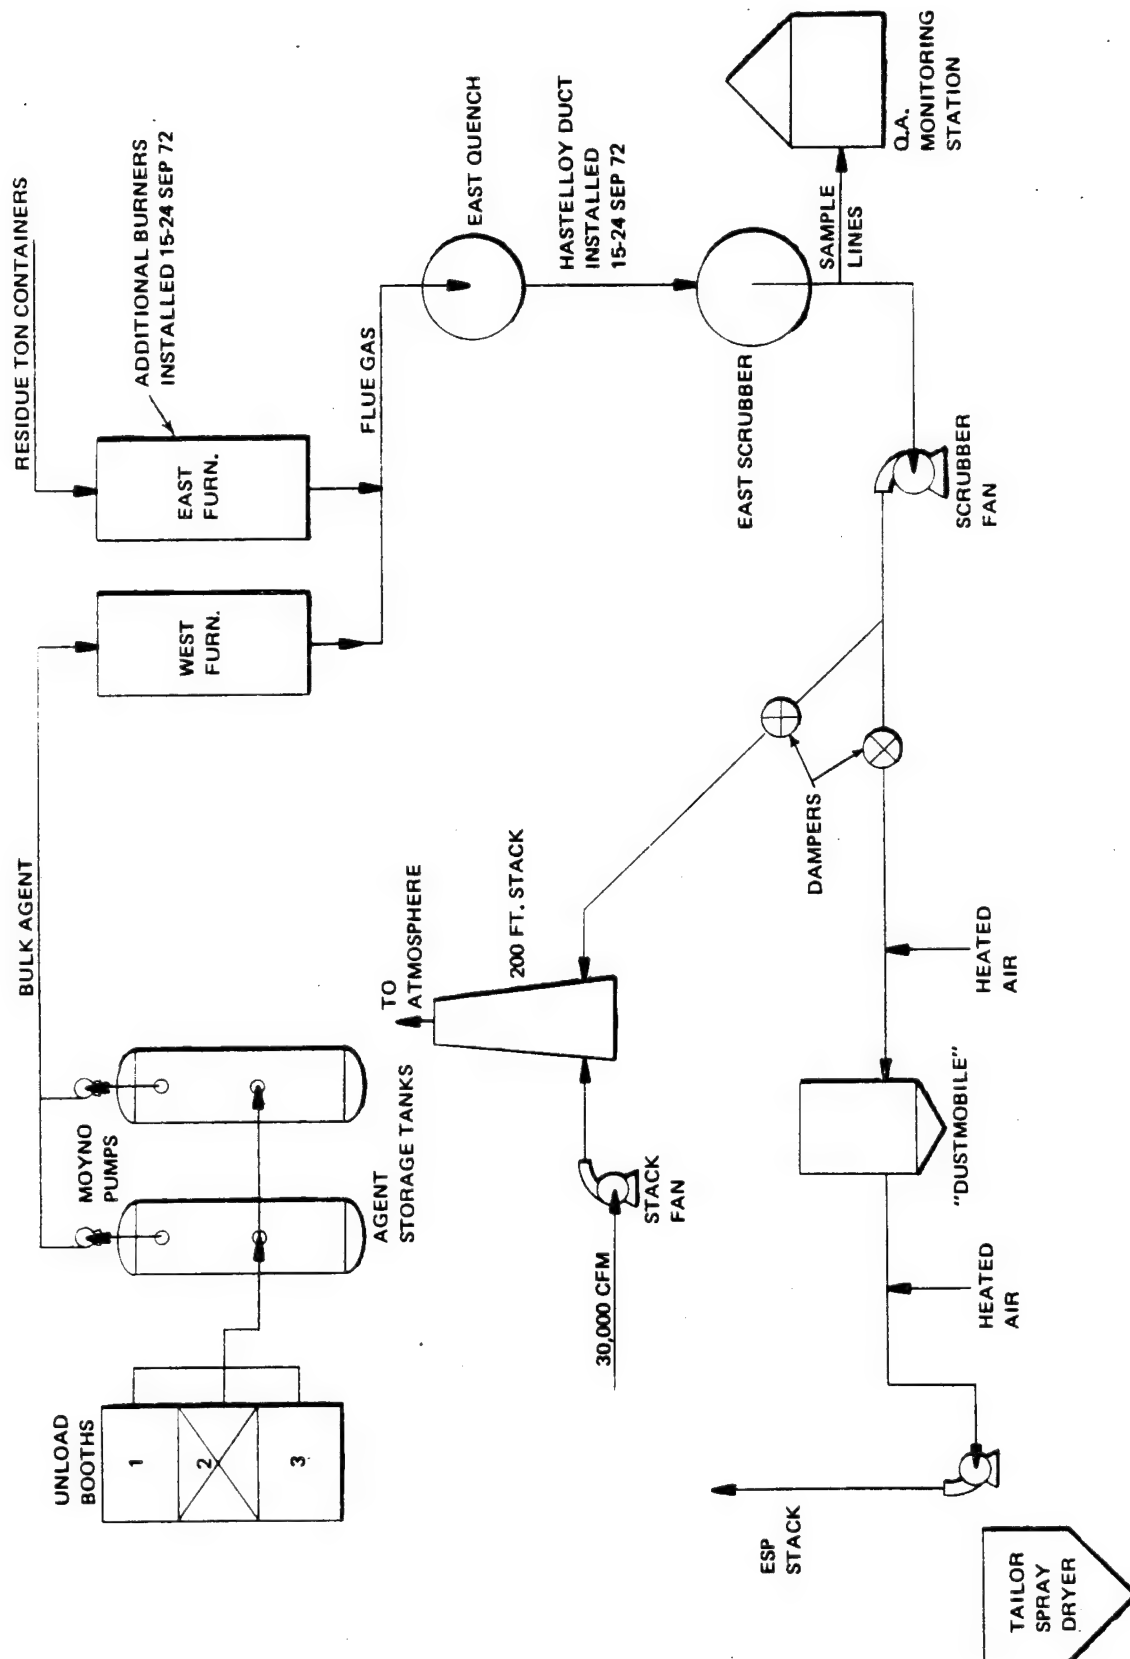 UNLOAD
BOOTHS
1
2
3
MOYNO
PUMPS
AGENT
STORAGE TANKS
BULK AGENT
WEST
FURN.
EAST
FURN.
RESIDUE TON CONTAINERS
ADDITIONAL BURNERS
INSTALLED 15-24 SEP 72
FLUE GAS
EAST QUENCH
HASTELLOY DUCT
INSTALLED
15-24 SEP 72
EAST SCRUBBER
SAMPLE
LINES
Q.A.
MONITORING
STATION
SCRUBBER
FAN
DAMPERS
TO
ATMOSPHERE
200 FT. STACK
STACK
FAN
30,000 CFM
HEATED
AIR
"DUSTMOBILE"
HEATED
AIR
ESP
STACK
TAILOR
SPRAY
DRYER